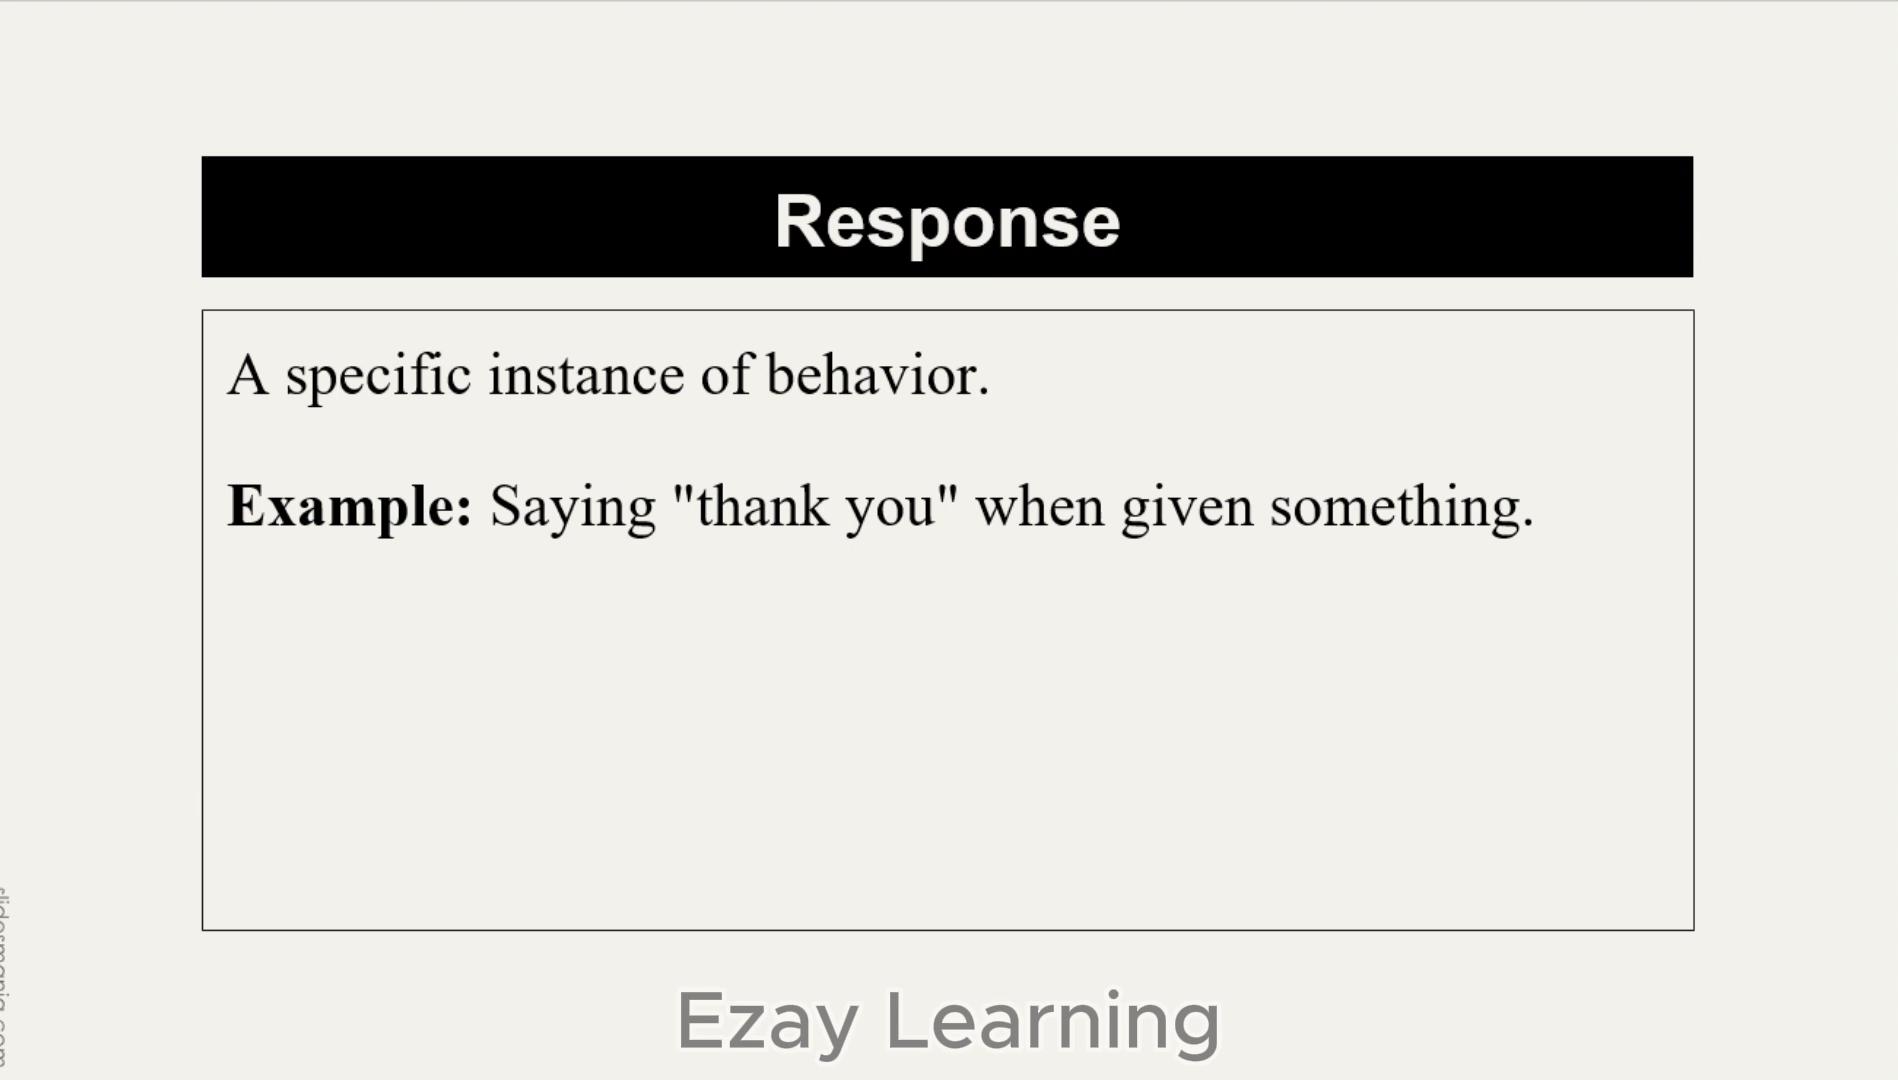 Response
A specific instance of behavior.
Example: Saying "thank you" when given something.
Ezay Learning